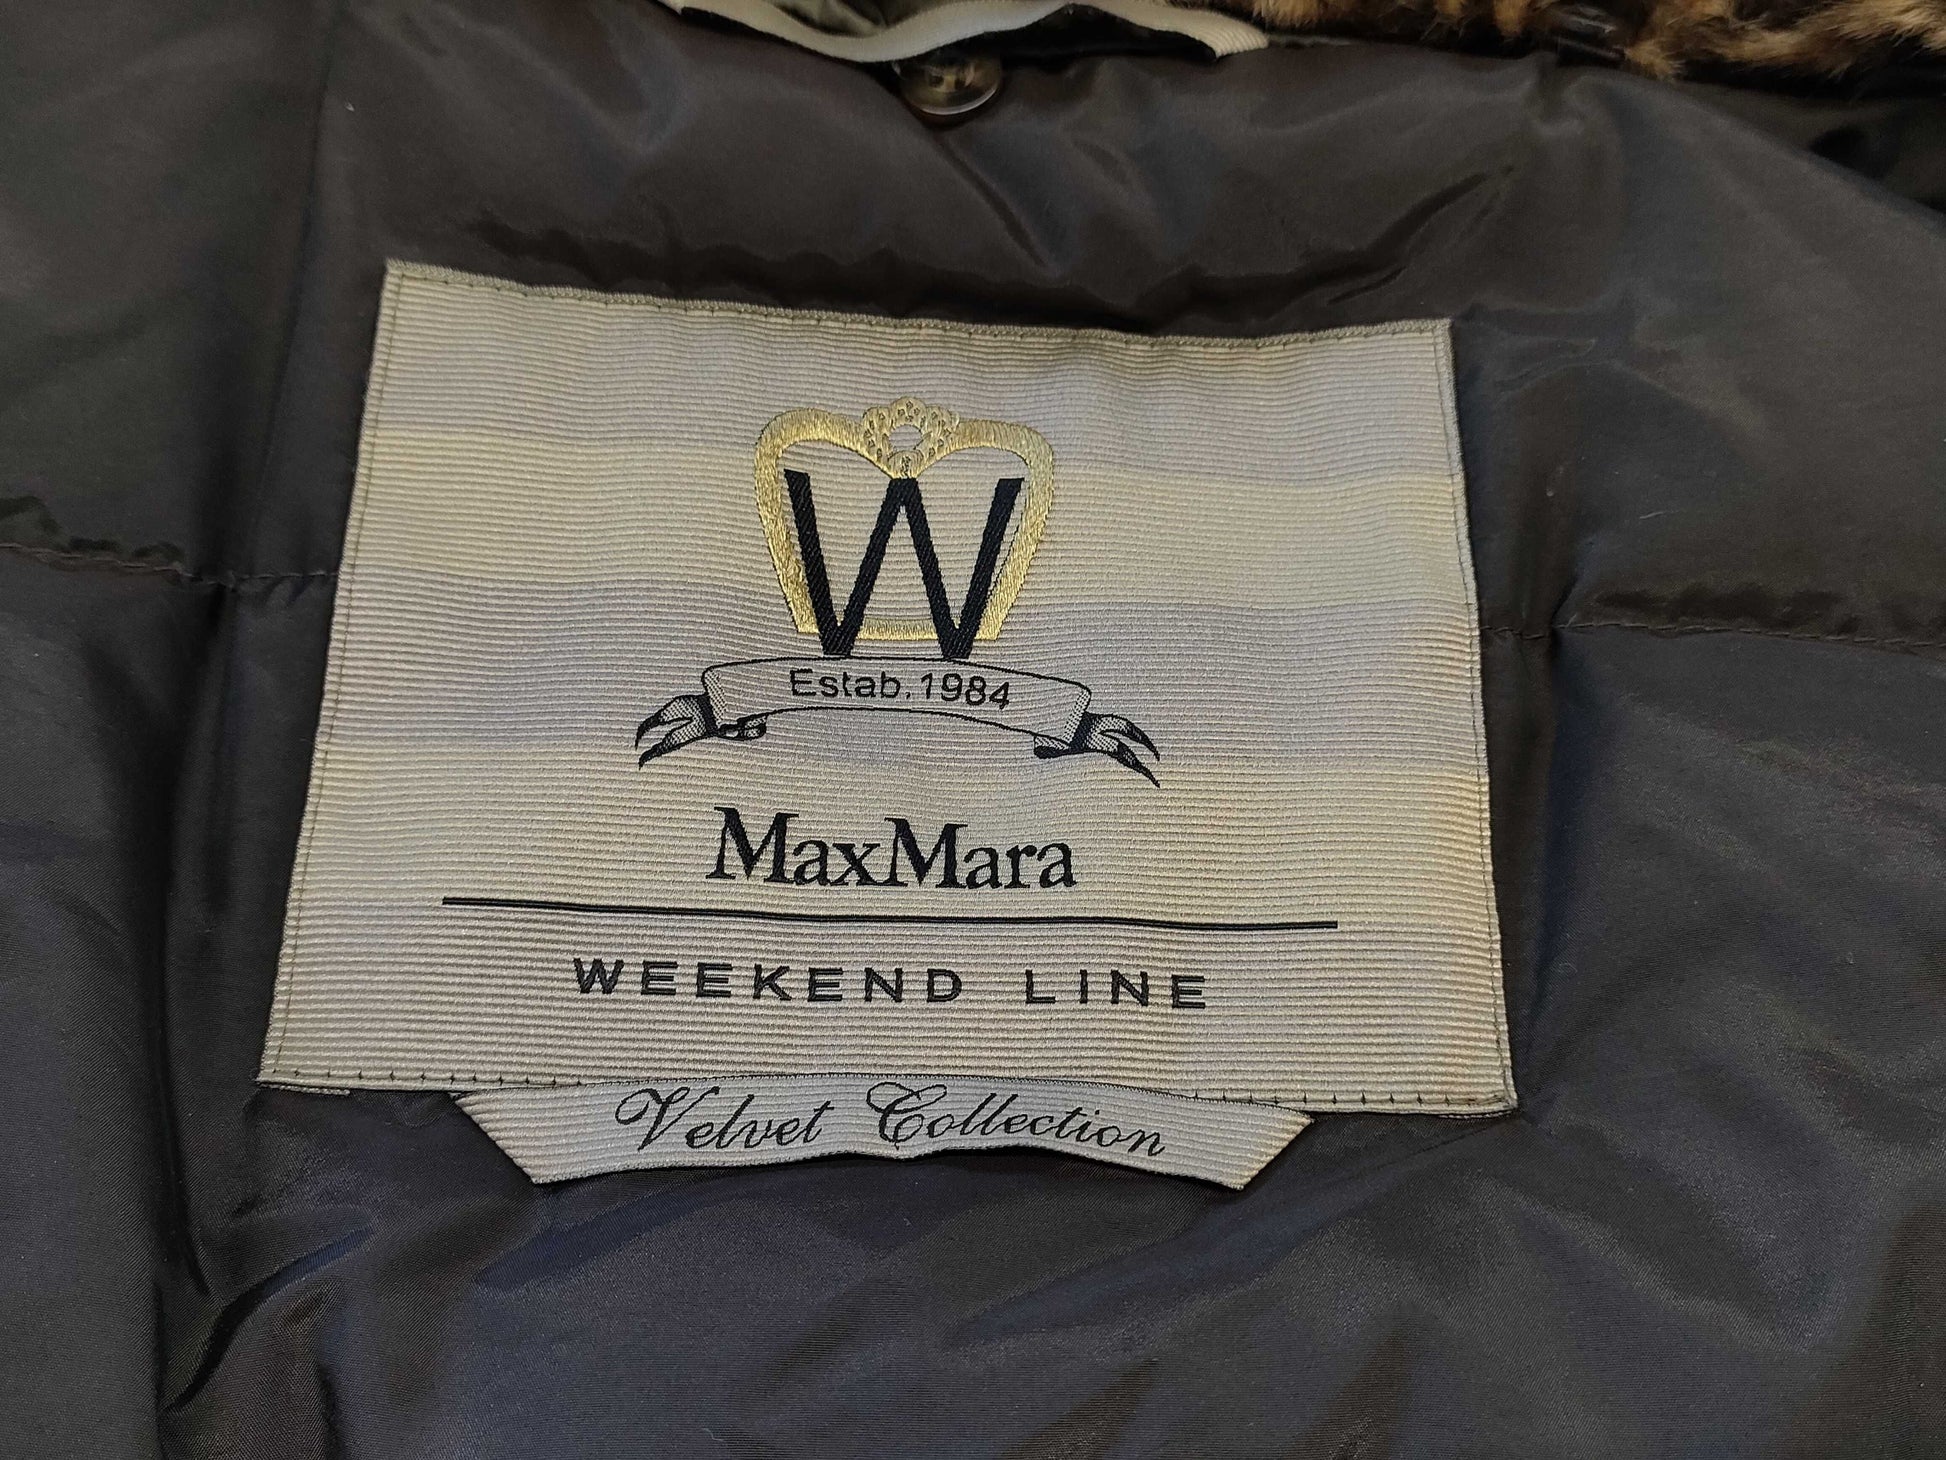 W
Estab. 1984
MaxMara
WEEKEND LINE
Velvet Collection